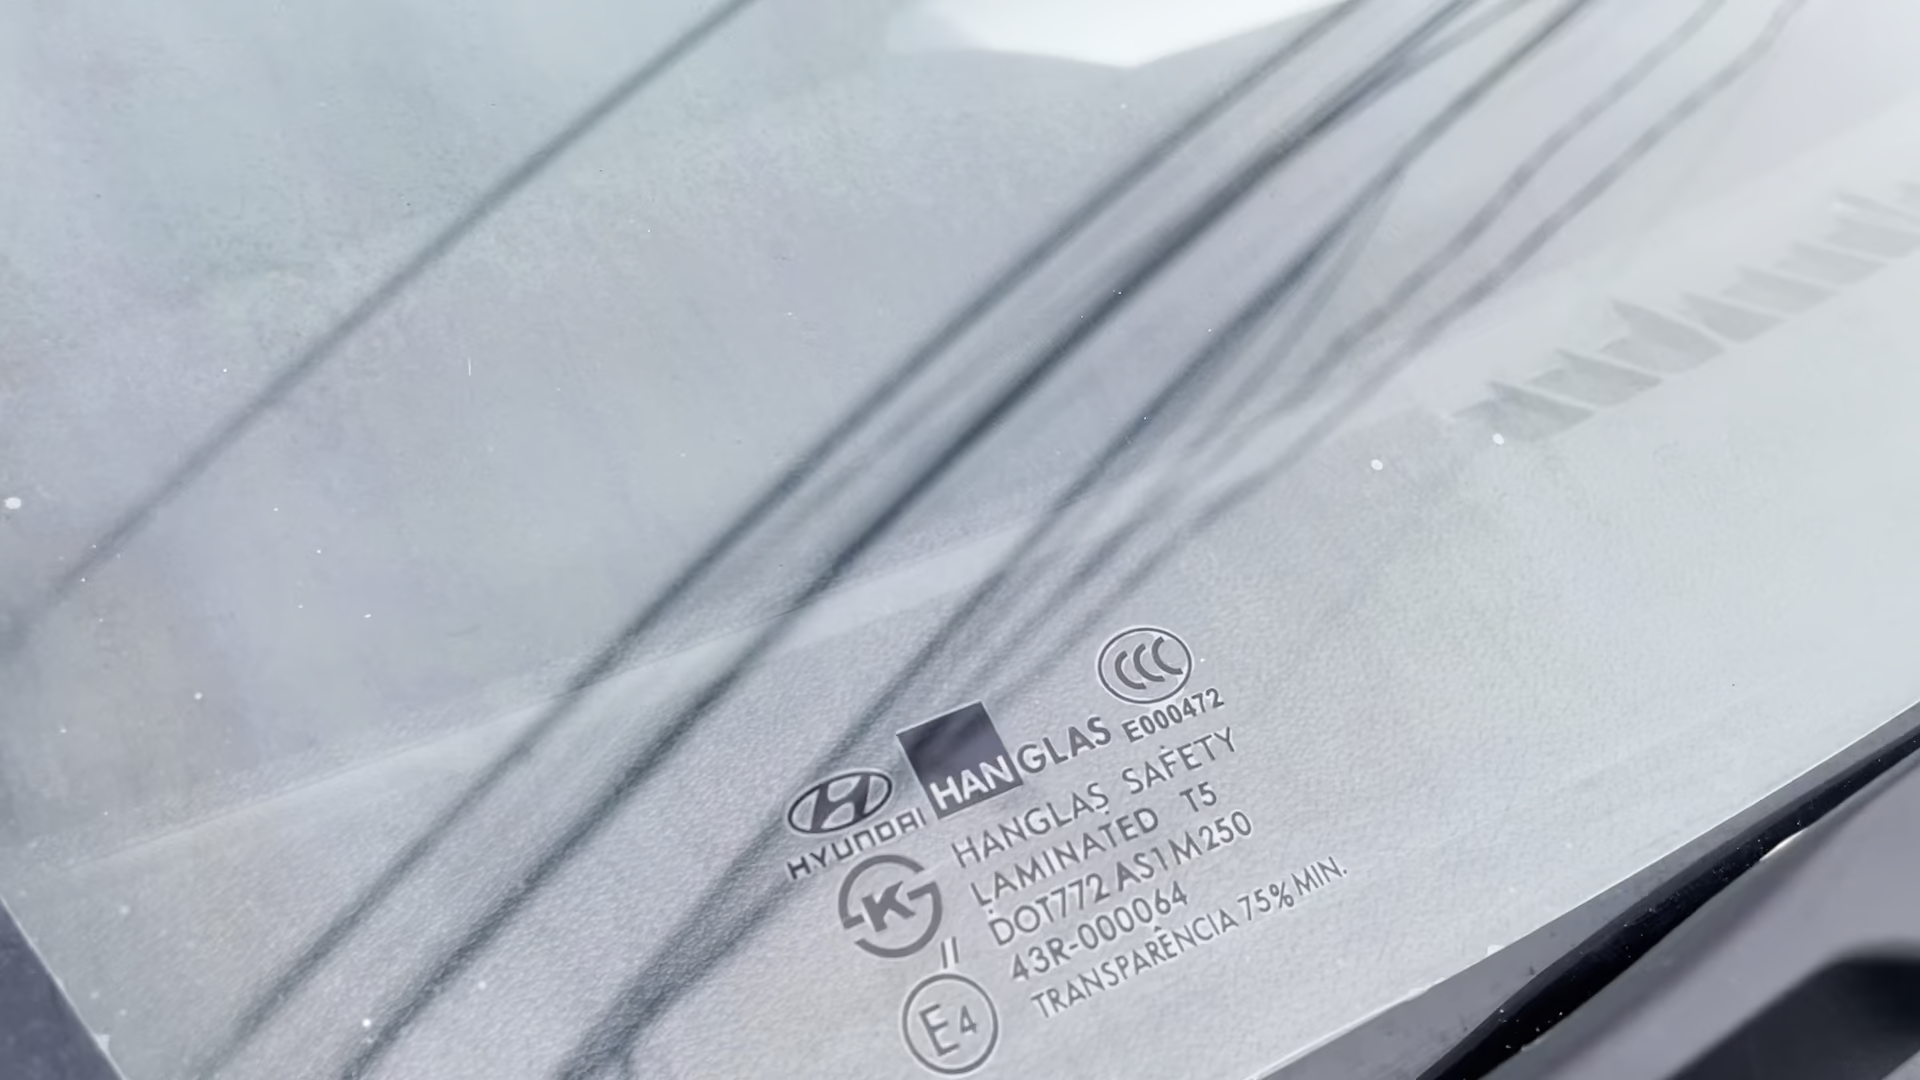 CCC
E000472
HANGLAS
HYUNDAI
HANGLAS SAFETY
LAMINATED T5
DOT772 AS1 M250
43R-000064
TRANSPARÊNCIA 75% MIN.
K
//
E4